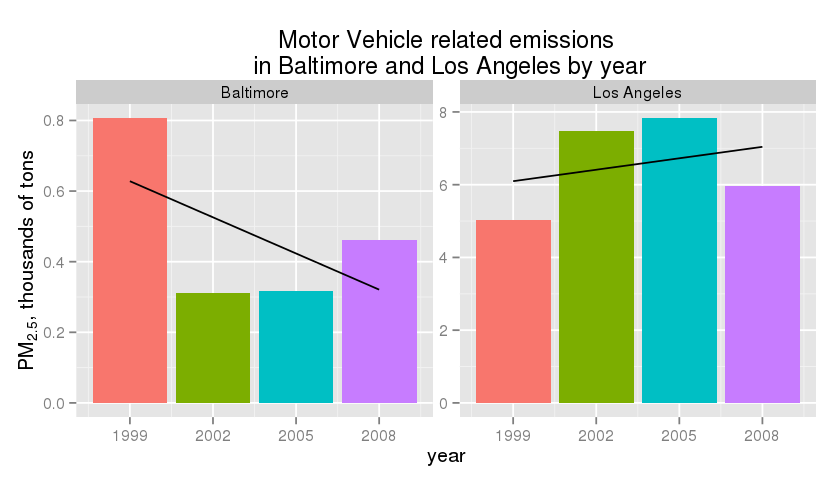 Motor Vehicle related emissions
in Baltimore and Los Angeles by year
Baltimore
Los Angeles
PM2.5, thousands of tons
0.8
0.6
0.4
0.2
0.0
8
6
4
2
0
1999 2002 2005 2008
1999 2002 2005 2008
year